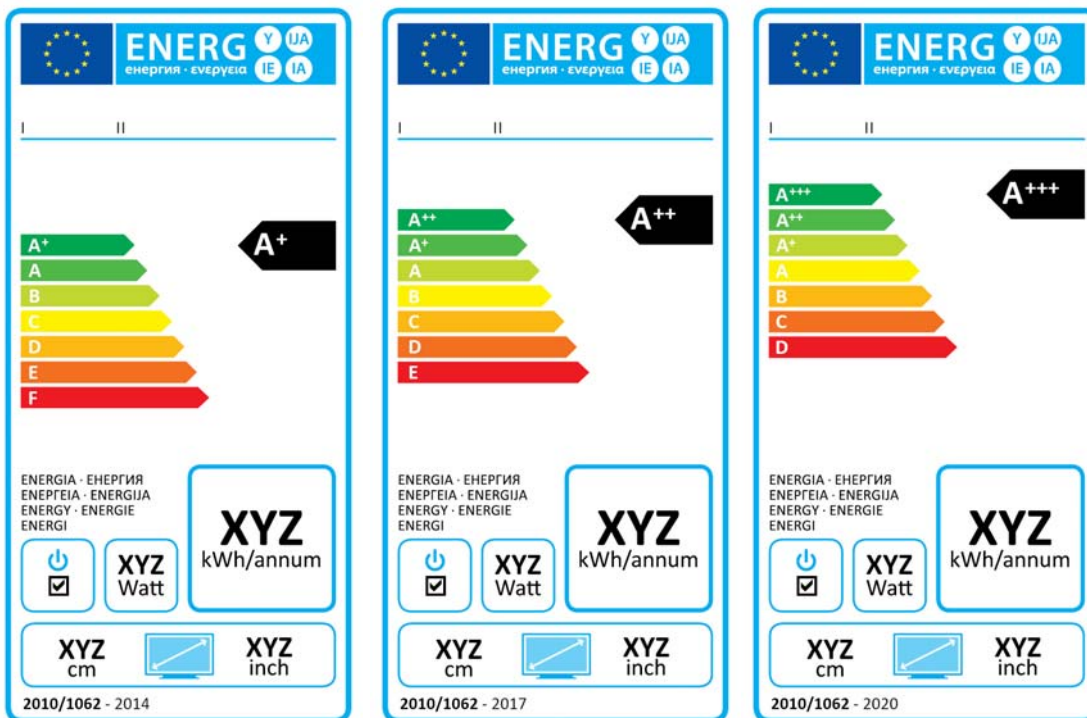 ENERG Y IJA IE IA
енергия · ενεργεια
I II
A+
A+
A
B
C
D
E
F
ENERGIA · ЕНЕРГИЯ
ΕΝΕΡΓΕΙΑ · ENERGIJA
ENERGY · ENERGIE
ENERGI
XYZ
Watt
XYZ
kWh/annum
XYZ
cm
XYZ
inch
2010/1062 - 2014
ENERG Y IJA IE IA
енергия · ενεργεια
I II
A++
A++
A+
A
B
C
D
E
ENERGIA · ЕНЕРГИЯ
ΕΝΕΡΓΕΙΑ · ENERGIJA
ENERGY · ENERGIE
ENERGI
XYZ
Watt
XYZ
kWh/annum
XYZ
cm
XYZ
inch
2010/1062 - 2017
ENERG Y IJA IE IA
енергия · ενεργεια
I II
A+++
A+++
A++
A+
A
B
C
D
ENERGIA · ЕНЕРГИЯ
ΕΝΕΡΓΕΙΑ · ENERGIJA
ENERGY · ENERGIE
ENERGI
XYZ
Watt
XYZ
kWh/annum
XYZ
cm
XYZ
inch
2010/1062 - 2020